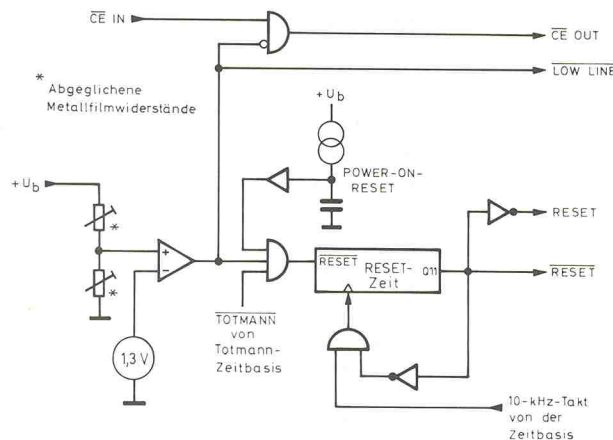 CE IN
CE OUT
LOW LINE
* Abgeglichene
Metallfilmwiderstände
+Ub
POWER-ON-
RESET
+Ub
*
*
+
−
1,3 V
TOTMANN
von
Totmann-
Zeitbasis
RESET
RESET-
Zeit
Q11
RESET
RESET
10-kHz-Takt
von der
Zeitbasis